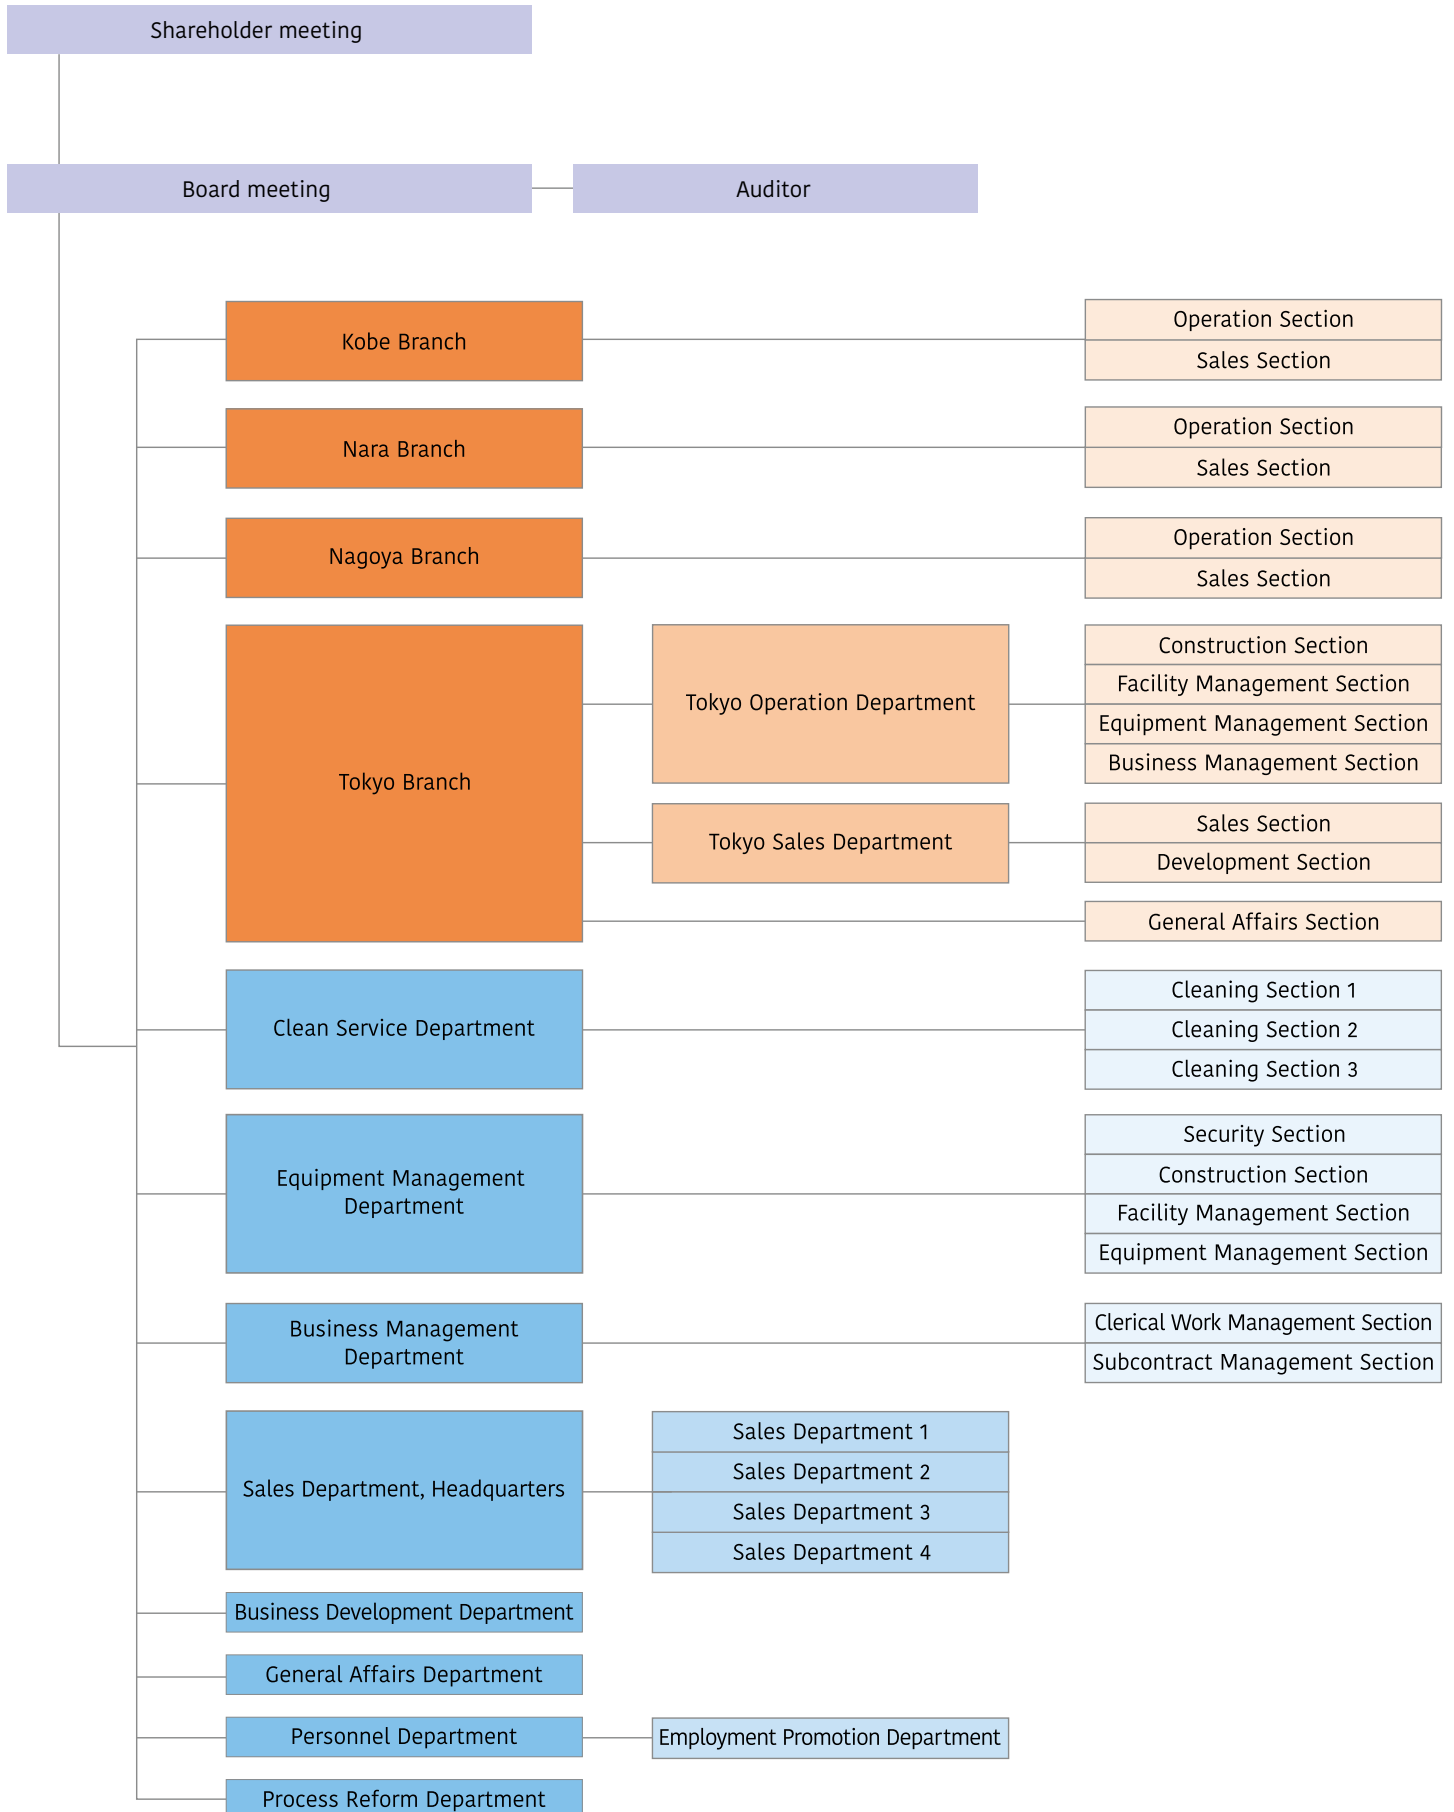 Shareholder meeting
Board meeting
Auditor
Kobe Branch
Operation Section
Sales Section
Nara Branch
Operation Section
Sales Section
Nagoya Branch
Operation Section
Sales Section
Tokyo Branch
Tokyo Operation Department
Construction Section
Facility Management Section
Equipment Management Section
Business Management Section
Tokyo Sales Department
Sales Section
Development Section
General Affairs Section
Clean Service Department
Cleaning Section 1
Cleaning Section 2
Cleaning Section 3
Equipment Management
Department
Security Section
Construction Section
Facility Management Section
Equipment Management Section
Business Management
Department
Clerical Work Management Section
Subcontract Management Section
Sales Department, Headquarters
Sales Department 1
Sales Department 2
Sales Department 3
Sales Department 4
Business Development Department
General Affairs Department
Personnel Department
Employment Promotion Department
Process Reform Department